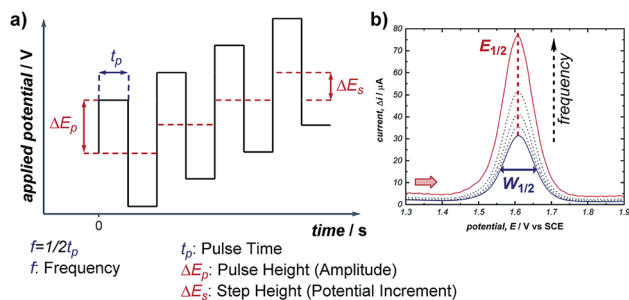 a)
applied potential / V
t_p
ΔE_p
ΔE_s
0
time / s
f=1/2t_p
f: Frequency
t_p: Pulse Time
ΔE_p: Pulse Height (Amplitude)
ΔE_s: Step Height (Potential Increment)
b)
current, Δi / μA
80
70
60
50
40
30
20
10
0
E_1/2
frequency
W_1/2
1.3 1.4 1.5 1.6 1.7 1.8 1.9
potential, E / V vs SCE